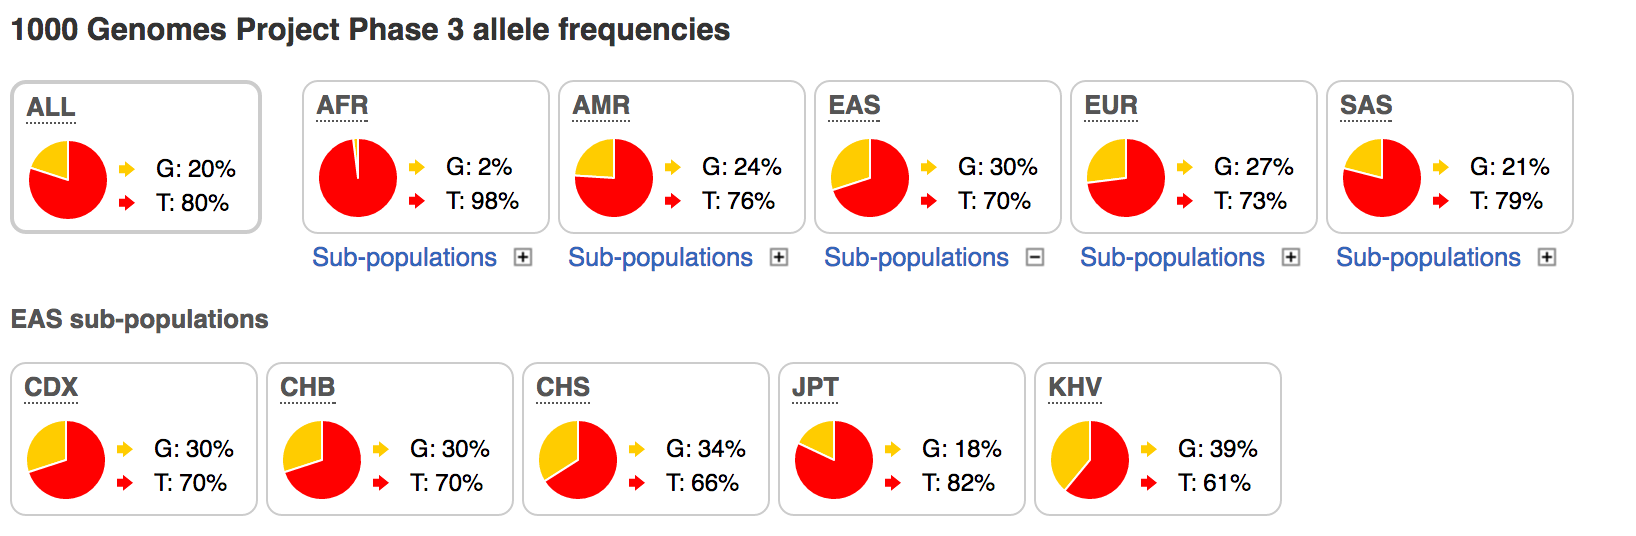 1000 Genomes Project Phase 3 allele frequencies
ALL AFR AMR EAS EUR SAS
G: 20% G: 2% G: 24% G: 30% G: 27% G: 21%
T: 80% T: 98% T: 76% T: 70% T: 73% T: 79%
Sub-populations Sub-populations Sub-populations Sub-populations Sub-populations
EAS sub-populations
CDX CHB CHS JPT KHV
G: 30% G: 30% G: 34% G: 18% G: 39%
T: 70% T: 70% T: 66% T: 82% T: 61%